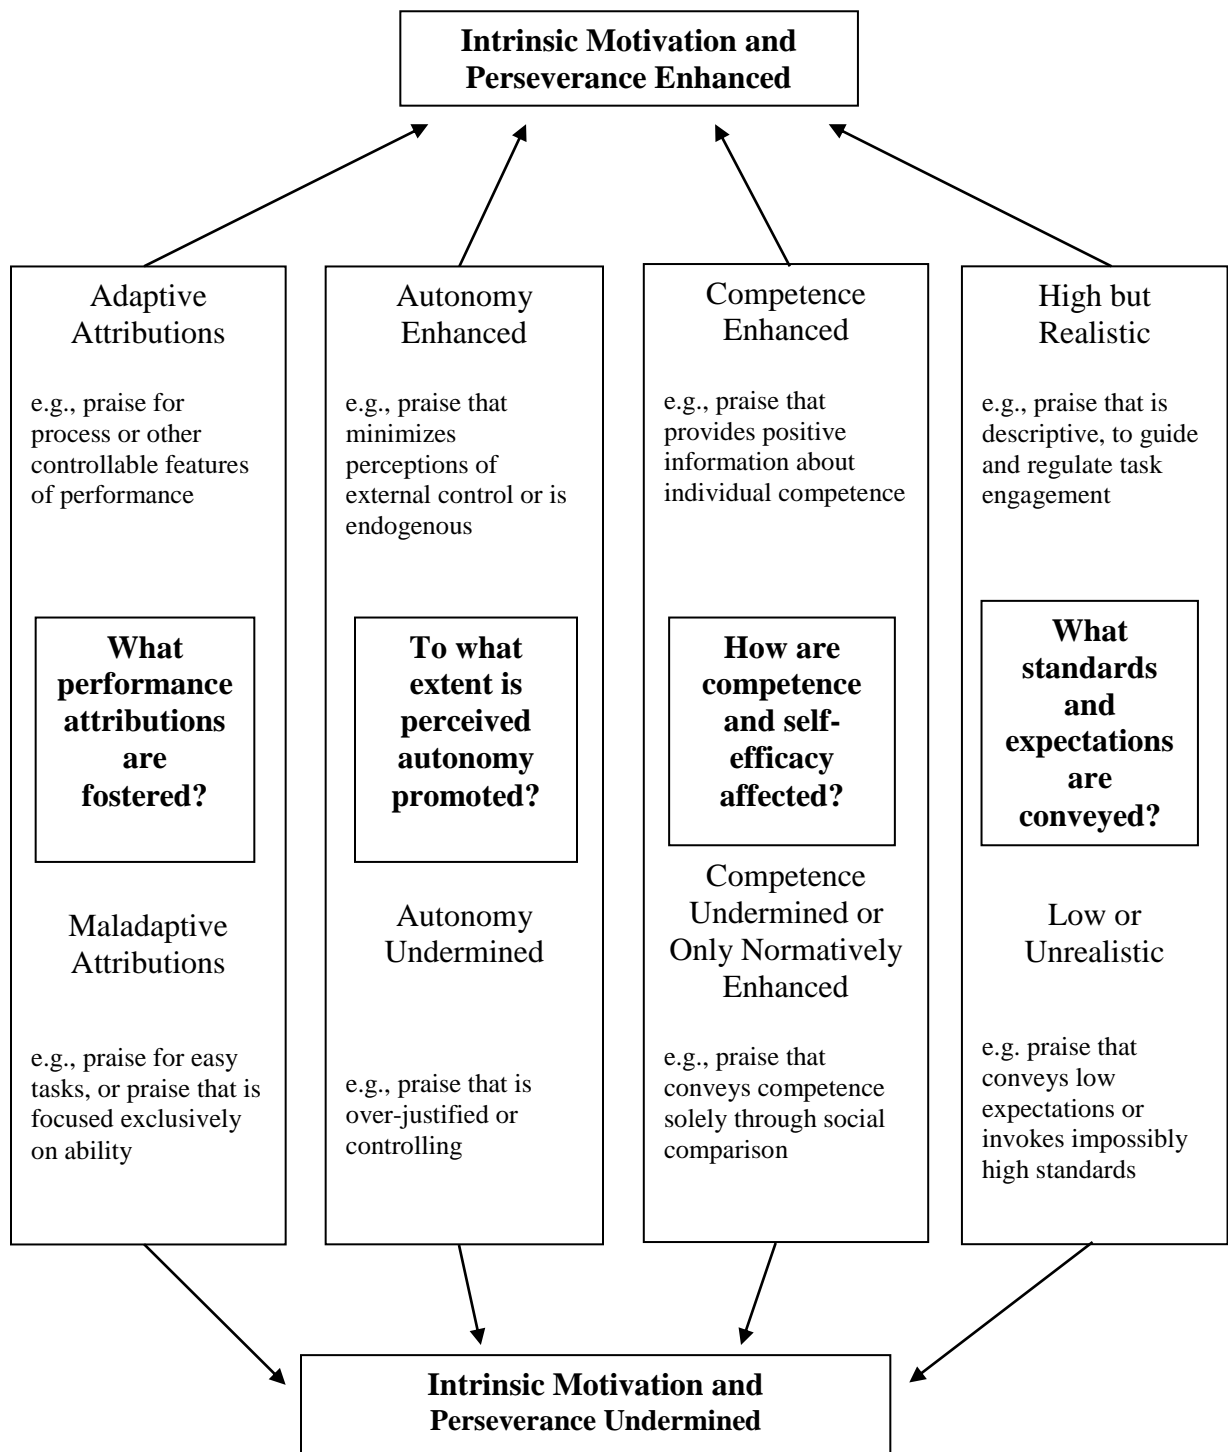 Intrinsic Motivation and
Perseverance Enhanced
Adaptive
Attributions
e.g., praise for
process or other
controllable features
of performance
What
performance
attributions
are
fostered?
Maladaptive
Attributions
e.g., praise for easy
tasks, or praise that is
focused exclusively
on ability
Autonomy
Enhanced
e.g., praise that
minimizes
perceptions of
external control or is
endogenous
To what
extent is
perceived
autonomy
promoted?
Autonomy
Undermined
e.g., praise that is
over-justified or
controlling
Competence
Enhanced
e.g., praise that
provides positive
information about
individual competence
How are
competence
and self-
efficacy
affected?
Competence
Undermined or
Only Normatively
Enhanced
e.g., praise that
conveys competence
solely through social
comparison
High but
Realistic
e.g., praise that is
descriptive, to guide
and regulate task
engagement
What
standards
and
expectations
are
conveyed?
Low or
Unrealistic
e.g. praise that
conveys low
expectations or
invokes impossibly
high standards
Intrinsic Motivation and
Perseverance Undermined